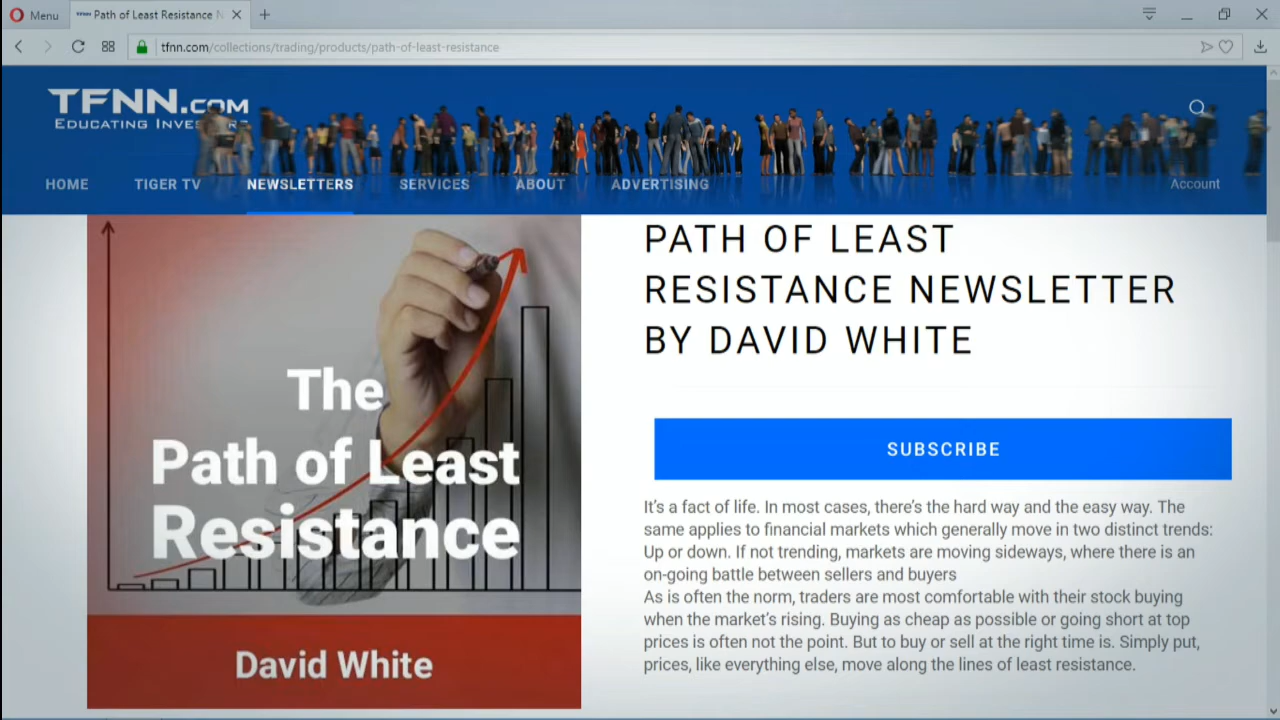 Menu
Path of Least Resistance N
tfnn.com/collections/trading/products/path-of-least-resistance
TFNN.COM
EDUCATING INVESTORS
HOME TIGER TV NEWSLETTERS SERVICES ABOUT ADVERTISING Account
The
Path of Least
Resistance
David White
PATH OF LEAST
RESISTANCE NEWSLETTER
BY DAVID WHITE
SUBSCRIBE
It's a fact of life. In most cases, there's the hard way and the easy way. The
same applies to financial markets which generally move in two distinct trends:
Up or down. If not trending, markets are moving sideways, where there is an
on-going battle between sellers and buyers
As is often the norm, traders are most comfortable with their stock buying
when the market's rising. Buying as cheap as possible or going short at top
prices is often not the point. But to buy or sell at the right time is. Simply put,
prices, like everything else, move along the lines of least resistance.